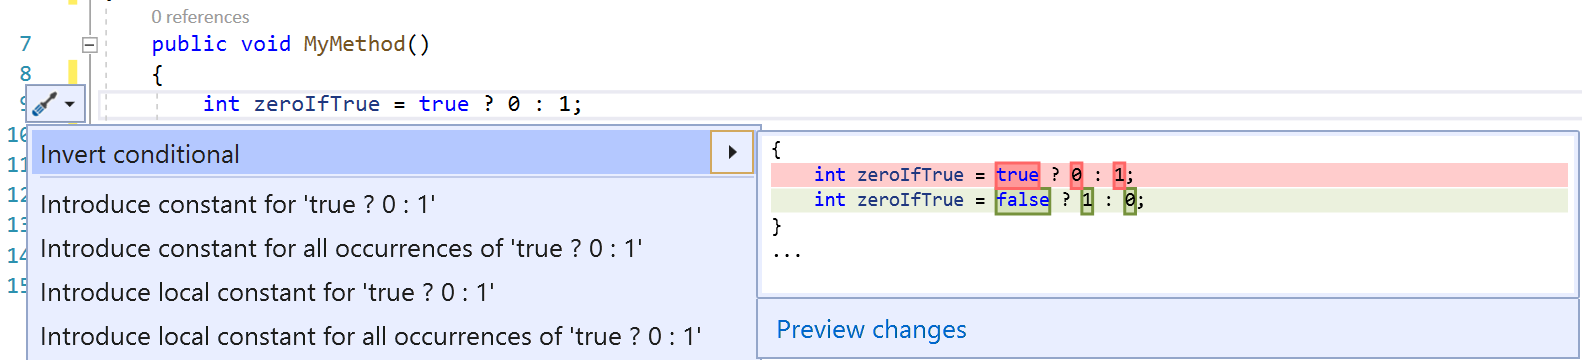 0 references
7 public void MyMethod()
8 {
9 int zeroIfTrue = true ? 0 : 1;
10
11 Invert conditional
12
13 Introduce constant for 'true ? 0 : 1'
14 Introduce constant for all occurrences of 'true ? 0 : 1'
15 Introduce local constant for 'true ? 0 : 1'
Introduce local constant for all occurrences of 'true ? 0 : 1'
{
int zeroIfTrue = true ? 0 : 1;
int zeroIfTrue = false ? 1 : 0;
}
...
Preview changes